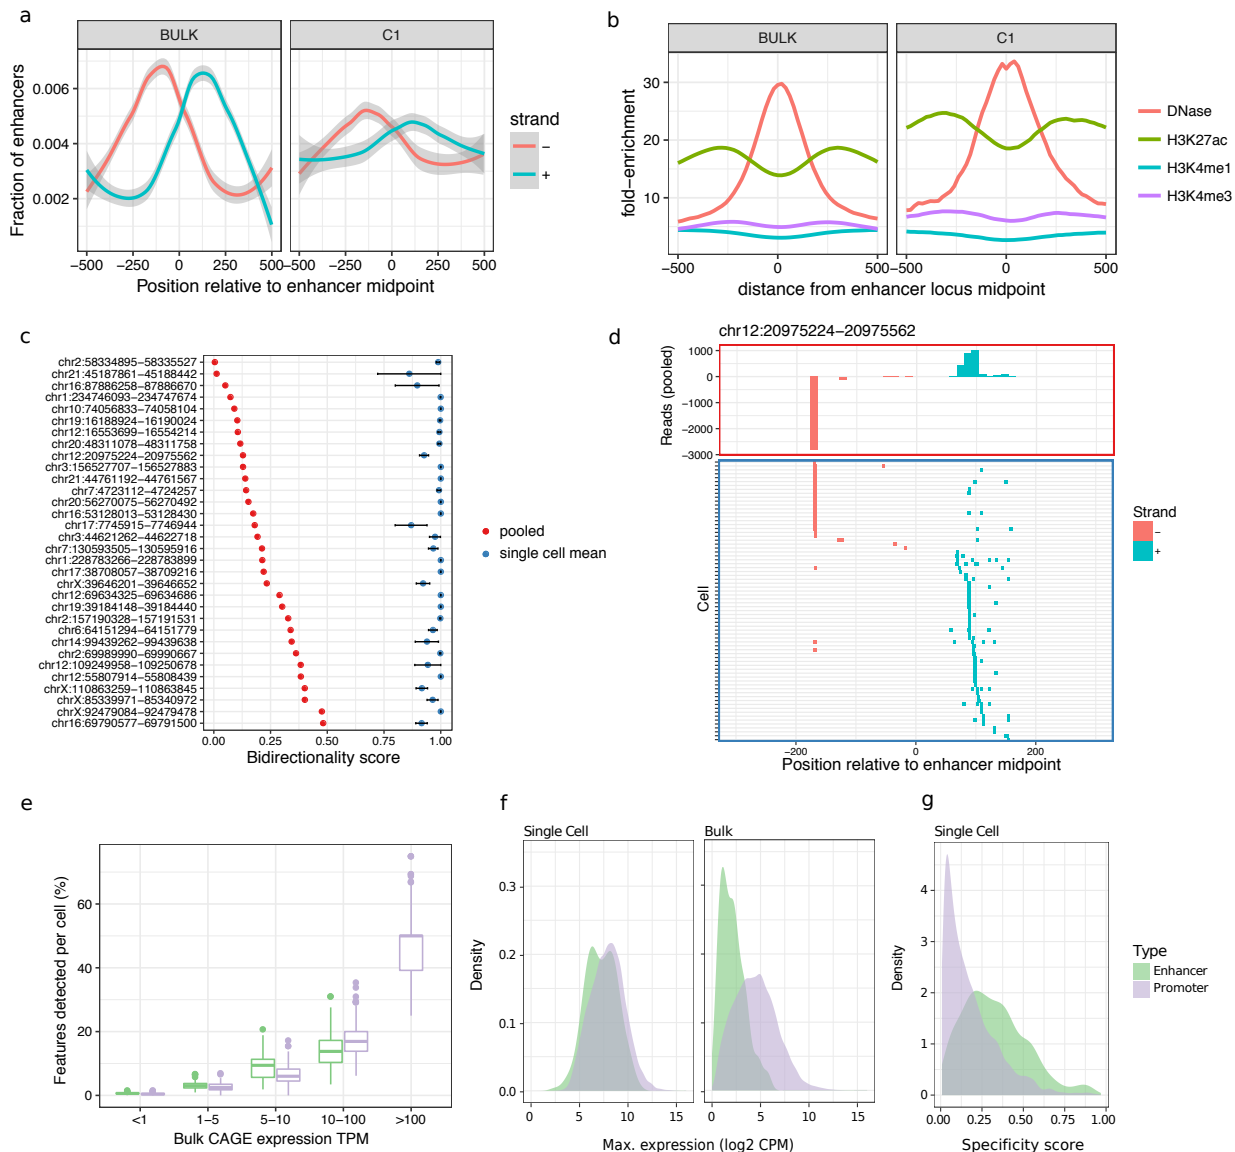 a
BULK
C1
Fraction of enhancers
0.006
0.004
0.002
−500
−250
0
250
500
−500
−250
0
250
500
Position relative to enhancer midpoint
strand
−
+
b
BULK
C1
fold−enrichment
30
20
10
−500
0
500
−500
0
500
distance from enhancer locus midpoint
DNase
H3K27ac
H3K4me1
H3K4me3
c
chr2:58334895−58335527
chr21:45187861−45188442
chr16:87886258−87886670
chr1:234746093−234747674
chr10:74056833−74058104
chr19:16188924−16190024
chr12:16553699−16554214
chr20:48311078−48311758
chr12:20975224−20975562
chr3:156527707−156527883
chr21:44761192−44761567
chr7:4723112−4724257
chr20:56270075−56270492
chr16:53128093−53128430
chr17:7745915−7746944
chr3:44621262−44622718
chr7:130593505−130595916
chr1:228783266−228783899
chr17:38708057−38709216
chrX:39646201−39646652
chr12:69634325−69634686
chr19:39184148−39184440
chr2:157190328−157191531
chr6:64151294−64151779
chr14:99439262−99439638
chr2:69989990−69990667
chr12:109249958−109250678
chr12:55807914−55808439
chrX:110863259−110863845
chrX:85339971−85340972
chrX:92479084−92479478
chr16:69790577−69791500
0.00
0.25
0.50
0.75
1.00
Bidirectionality score
pooled
single cell mean
d
chr12:20975224−20975562
Reads (pooled)
1000
0
−1000
−2000
−3000
Cell
−200
0
200
Position relative to enhancer midpoint
Strand
−
+
e
Features detected per cell (%)
60
40
20
0
<1
1−5
5−10
10−100
>100
Bulk CAGE expression TPM
f
Single Cell
Bulk
Density
0.3
0.2
0.1
0.0
0
5
10
15
0
5
10
15
Max. expression (log2 CPM)
g
Single Cell
Density
4
3
2
1
0
0.00
0.25
0.50
0.75
1.00
Specificity score
Type
Enhancer
Promoter